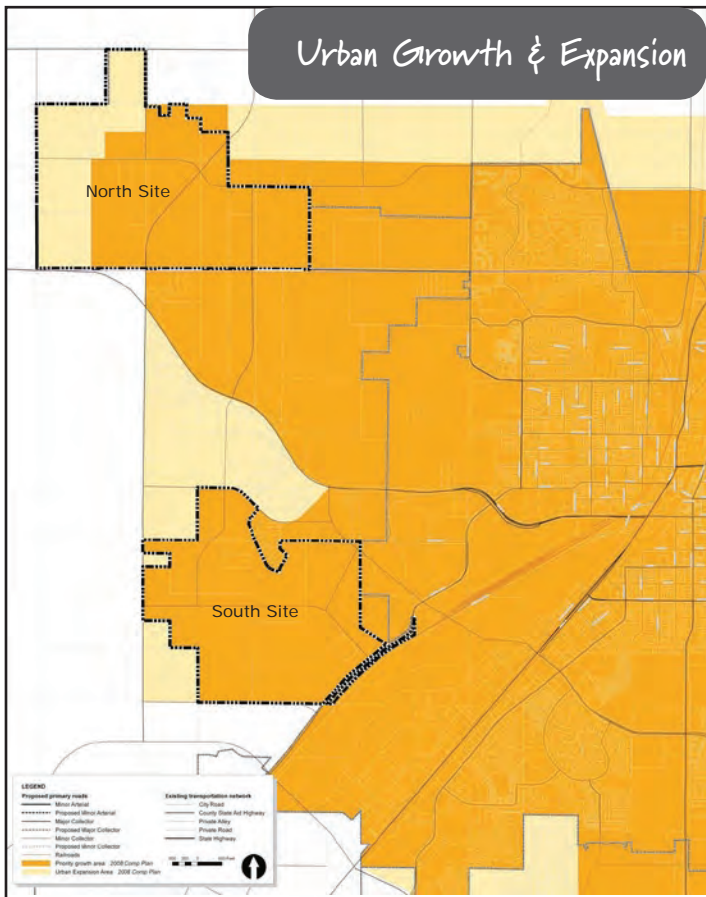 Urban Growth & Expansion
North Site
South Site
LEGEND
Proposed primary roads
Minor Arterial
Proposed Minor Arterial
Major Collector
Proposed Major Collector
Minor Collector
Proposed Minor Collector
Railroads
Priority growth area 2008 Comp Plan
Urban Expansion Area 2008 Comp Plan
Existing transportation network
City Road
County State Aid Highway
Private Alley
Private Road
State Highway